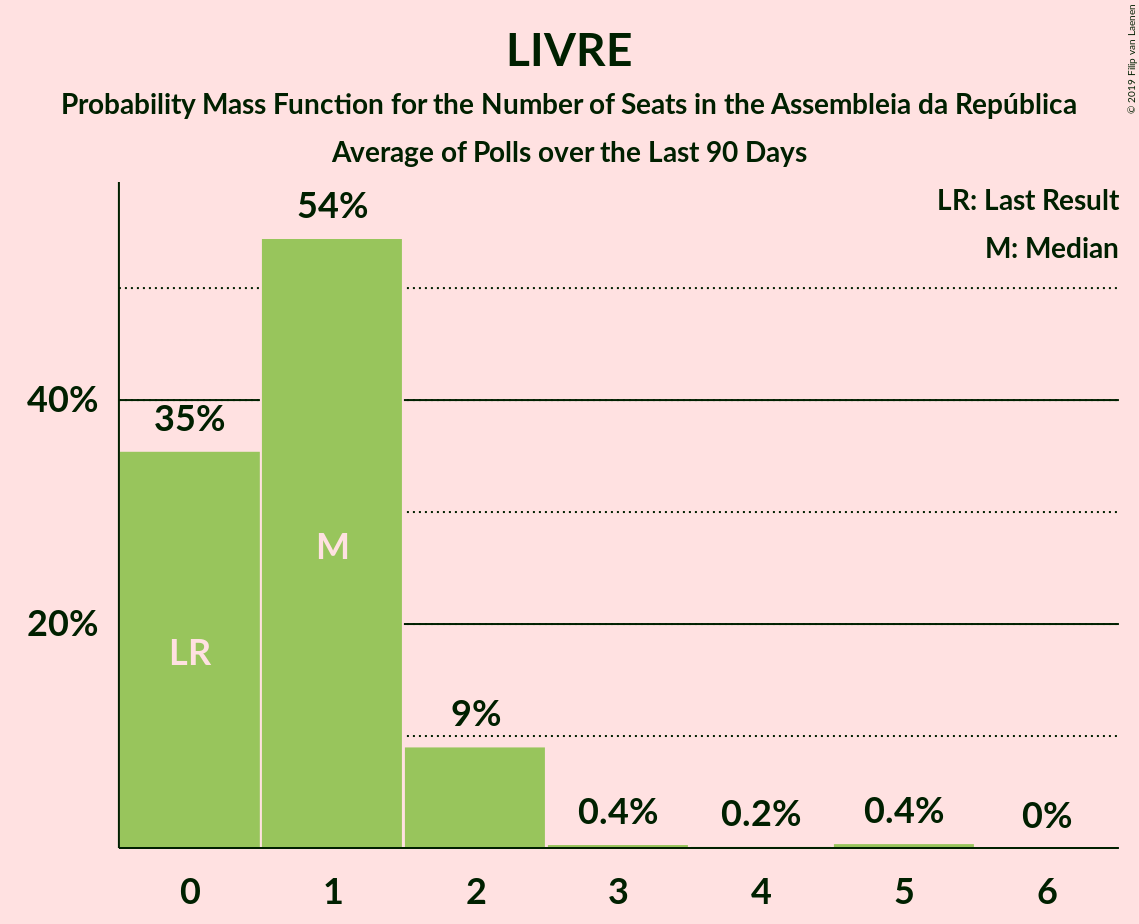 LIVRE
Probability Mass Function for the Number of Seats in the Assembleia da República
Average of Polls over the Last 90 Days
© 2019 Filip van Laenen
LR: Last Result
M: Median
54%
40%
35%
M
20%
LR
9%
0.4%
0.2%
0.4%
0%
0 1 2 3 4 5 6